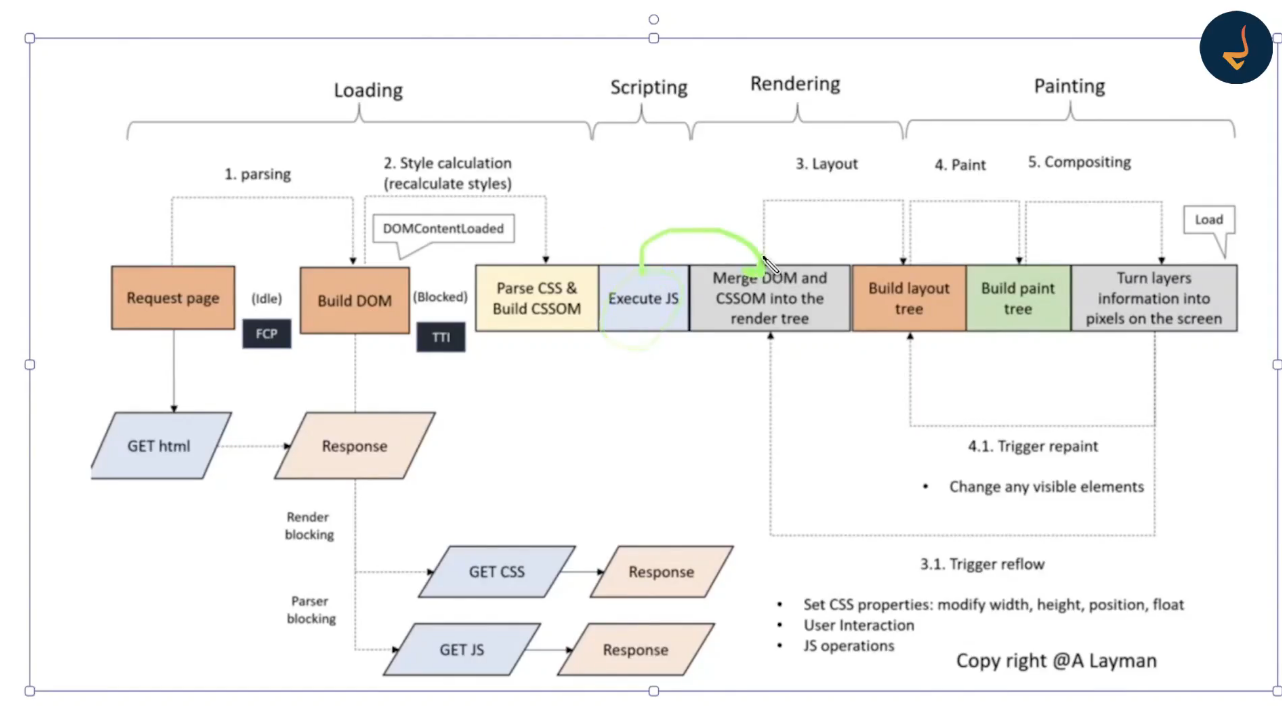 Loading
Scripting
Rendering
Painting
1. parsing
2. Style calculation
(recalculate styles)
3. Layout
4. Paint
5. Compositing
DOMContentLoaded
Load
Request page
(Idle)
FCP
Build DOM
(Blocked)
TTI
Parse CSS &
Build CSSOM
Execute JS
Merge DOM and
CSSOM into the
render tree
Build layout
tree
Build paint
tree
Turn layers
information into
pixels on the screen
GET html
Response
4.1. Trigger repaint
• Change any visible elements
Render
blocking
GET CSS
Response
Parser
blocking
GET JS
Response
3.1. Trigger reflow
• Set CSS properties: modify width, height, position, float
• User Interaction
• JS operations
Copy right @A Layman